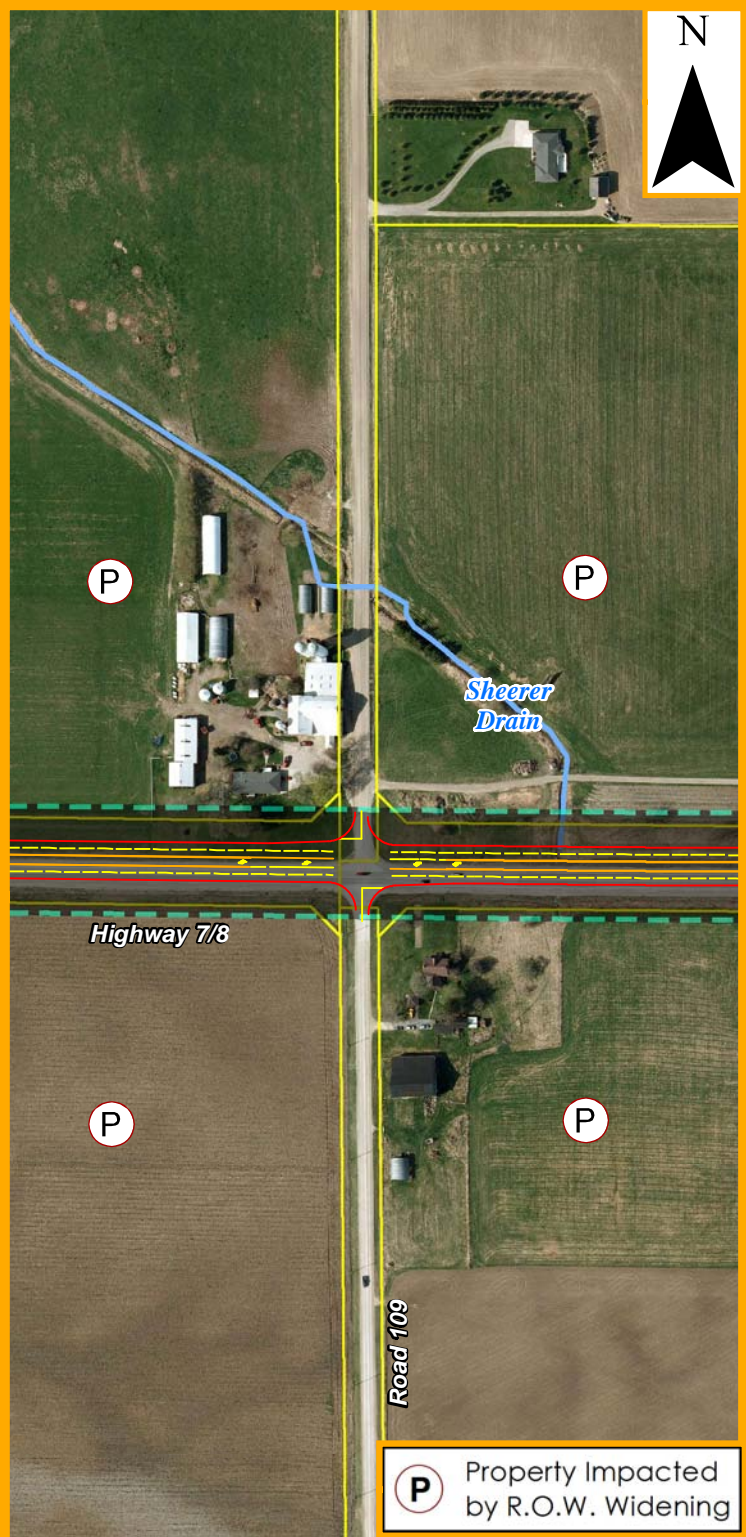 N
P
P
Sheerer
Drain
Highway 7/8
P
P
Road 109
P
Property Impacted
by R.O.W. Widening